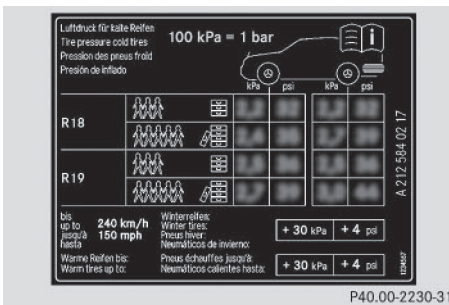 Luftdruck für kalte Reifen
Tire pressure cold tires
Pression des pneus froid
Presión de inflado
100 kPa = 1 bar
i
kPa psi kPa psi
R18
R19
A 212 584 02 17
bis
up to
jusqu'à
hasta
240 km/h
150 mph
Winterreifen:
Winter tires:
Pneus hiver:
Neumáticos de invierno:
+ 30 kPa + 4 psi
Warme Reifen bis:
Warm tires up to:
Pneus échauffes jusqu'à:
Neumáticos calientes hasta:
+ 30 kPa + 4 psi
1234567
P40.00-2230-31